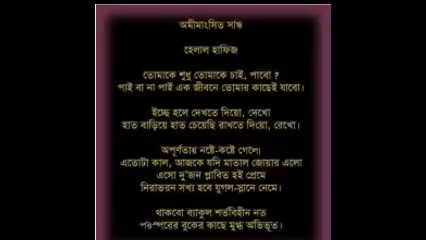 অমীমাংসিত সন্ধি
হেলাল হাফিজ
তোমাকে শুধু তোমাকে চাই, পাবো ?
পাই বা না পাই এক জীবনে তোমার কাছেই যাবো।
ইচ্ছে হলে দেখতে দিয়ো, দেখো
হাত বাড়িয়ে হাত চেয়েছি রাখতে দিয়ো, রেখো।
অপূর্ণতায় নষ্টে-কষ্টে গেলো
এতোটা কাল, আজকে যদি মাতাল জোয়ার এলো
এসো দু'জন প্লাবিত হই প্রেমে
নিরাভরন সখ্য হবে যুগল-স্নানে নেমে।
থাকবো ব্যাকুল শর্তবিহীন নত
পরস্পরের বুকের কাছে মুগ্ধ অভিভূত।